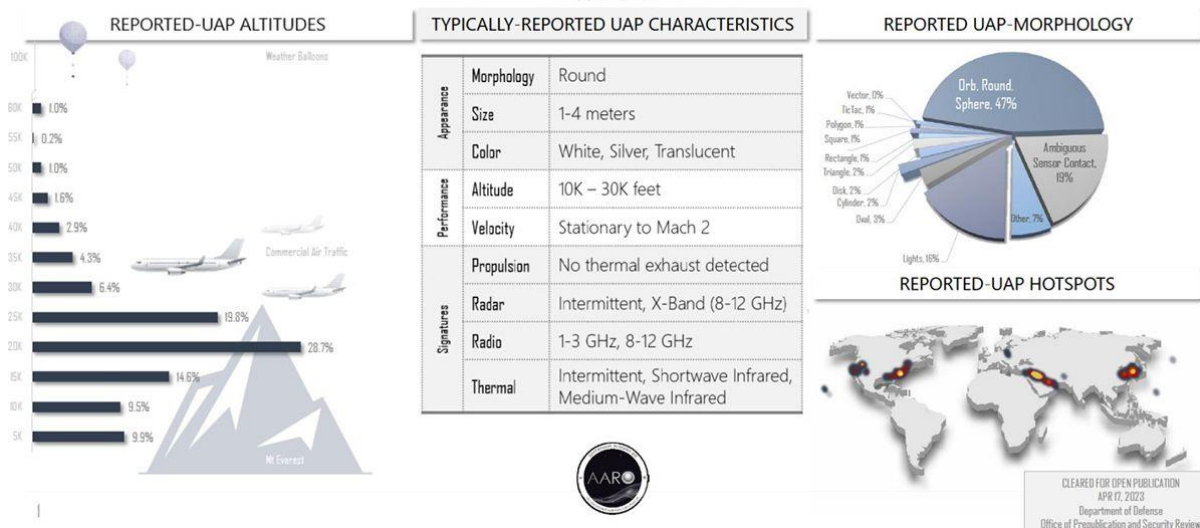 REPORTED-UAP ALTITUDES
100K
Weather Balloons
60K 1.0%
55K 0.2%
50K 1.0%
45K 1.6%
40K 2.9%
35K 4.3%
Commercial Air Traffic
30K 6.4%
25K 19.8%
20K 28.7%
15K 14.6%
10K 9.5%
5K 9.9%
Mt Everest
TYPICALLY-REPORTED UAP CHARACTERISTICS
Appearance
Morphology Round
Size 1-4 meters
Color White, Silver, Translucent
Performance
Altitude 10K – 30K feet
Velocity Stationary to Mach 2
Signatures
Propulsion No thermal exhaust detected
Radar Intermittent, X-Band (8-12 GHz)
Radio 1-3 GHz, 8-12 GHz
Thermal Intermittent, Shortwave Infrared,
Medium-Wave Infrared
AARO
REPORTED UAP-MORPHOLOGY
Orb, Round,
Sphere, 47%
Ambiguous
Sensor Contact,
19%
Other, 7%
Lights, 16%
Oval, 3%
Cylinder, 2%
Disk, 2%
Triangle, 2%
Rectangle, 1%
Square, 1%
Polygon, 1%
TicTac, 1%
Vector, 0%
REPORTED-UAP HOTSPOTS
CLEARED FOR OPEN PUBLICATION
APR 17, 2023
Department of Defense
Office of Prepublication and Security Review